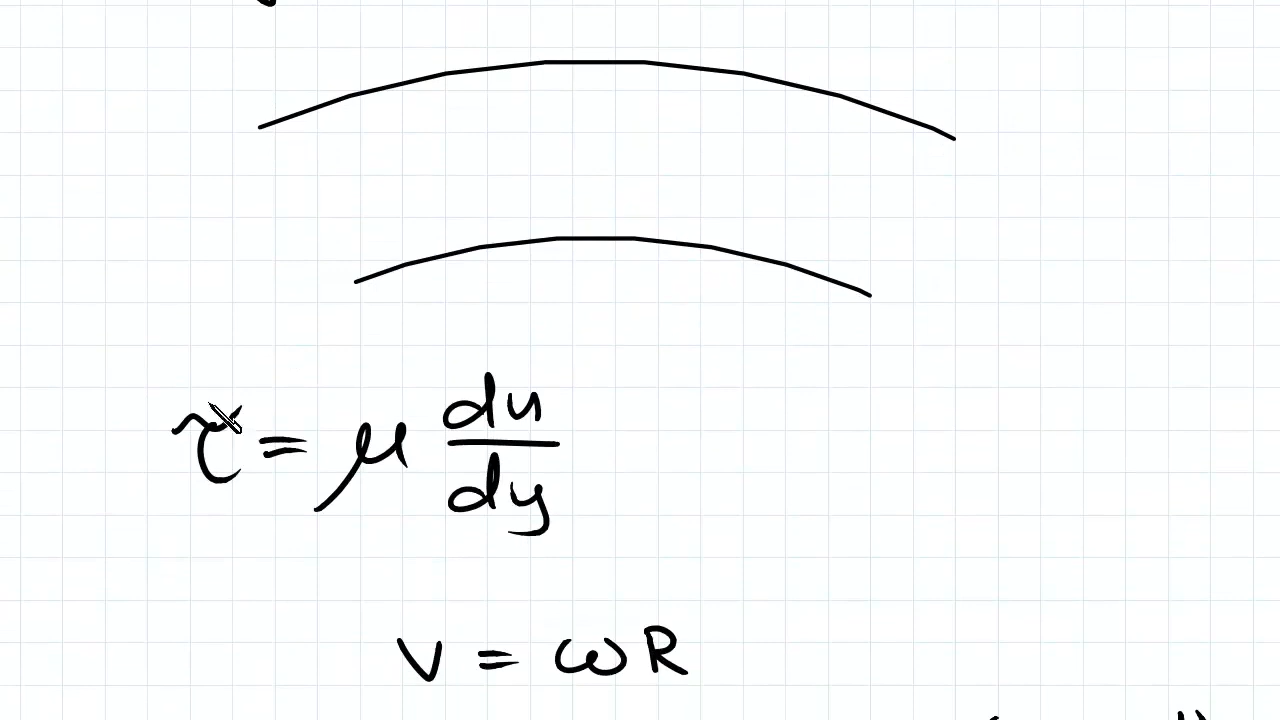 τ = μ du/dy
v = ωR